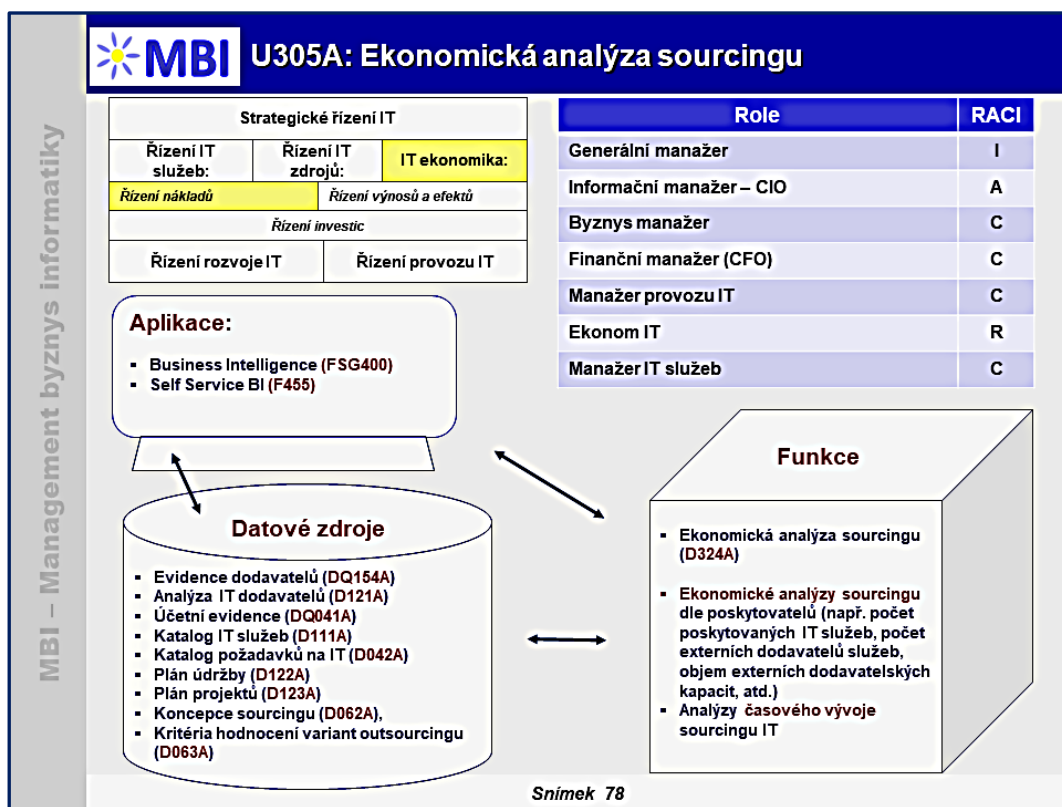 MBI
U305A: Ekonomická analýza sourcingu
MBI – Management byznys informatiky
Strategické řízení IT
Řízení IT
služeb:
Řízení IT
zdrojů:
IT ekonomika:
Řízení nákladů
Řízení výnosů a efektů
Řízení investic
Řízení rozvoje IT
Řízení provozu IT
Role RACI
Generální manažer I
Informační manažer – CIO A
Byznys manažer C
Finanční manažer (CFO) C
Manažer provozu IT C
Ekonom IT R
Manažer IT služeb C
Aplikace:
▪ Business Intelligence (FSG400)
▪ Self Service BI (F455)
Datové zdroje
▪ Evidence dodavatelů (DQ154A)
▪ Analýza IT dodavatelů (D121A)
▪ Účetní evidence (DQ041A)
▪ Katalog IT služeb (D111A)
▪ Katalog požadavků na IT (D042A)
▪ Plán údržby (D122A)
▪ Plán projektů (D123A)
▪ Koncepce sourcingu (D062A),
▪ Kritéria hodnocení variant outsourcingu
(D063A)
Funkce
▪ Ekonomická analýza sourcingu
(D324A)
▪ Ekonomické analýzy sourcingu
dle poskytovatelů (např. počet
poskytovaných IT služeb, počet
externích dodavatelů služeb,
objem externích dodavatelských
kapacit, atd.)
▪ Analýzy časového vývoje
sourcingu IT
Snímek 78